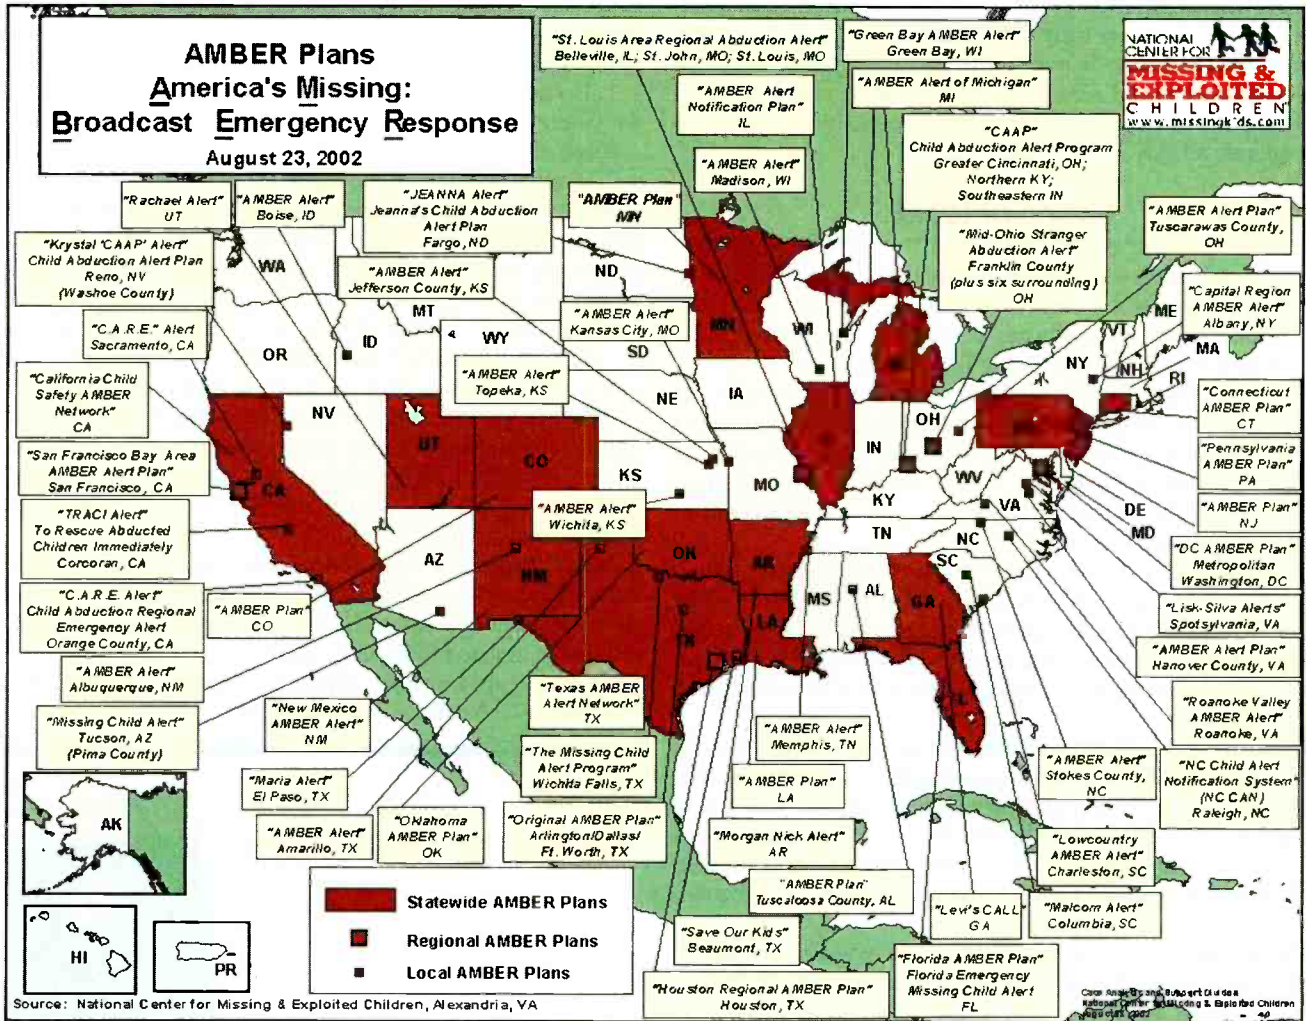 AMBER Plans
America's Missing:
Broadcast Emergency Response
August 23, 2002
"St. Louis Area Regional Abduction Alert"
Belleville, IL; St. John, MO; St. Louis, MO
"Green Bay AMBER Alert"
Green Bay, WI
NATIONAL
CENTER FOR
MISSING &
EXPLOITED
CHILDREN
www.missingkids.com
"AMBER Alert
Notification Plan"
IL
"AMBER Alert of Michigan"
MI
"CAAP"
Child Abduction Alert Program
Greater Cincinnati, OH;
Northern KY;
Southeastern IN
"AMBER Alert"
Madison, WI
"Rachael Alert"
UT
"AMBER Alert"
Boise, ID
"JEANNA Alert"
Jeanna's Child Abduction
Alert Plan
Fargo, ND
"AMBER Plan"
MN
"AMBER Alert Plan"
Tuscarawas County,
OH
"Mid-Ohio Stranger
Abduction Alert"
Franklin County
(plus six surrounding)
OH
"Krystal 'CAAP' Alert"
Child Abduction Alert Plan
Reno, NV
(Washoe County)
"AMBER Alert"
Jefferson County, KS
"Capital Region
AMBER Alert"
Albany, NY
"C.A.R.E." Alert
Sacramento, CA
"AMBER Alert"
Kansas City, MO
"AMBER Alert"
Topeka, KS
"California Child
Safety AMBER
Network"
CA
"Connecticut
AMBER Plan"
CT
"San Francisco Bay Area
AMBER Alert Plan"
San Francisco, CA
"Pennsylvania
AMBER Plan"
PA
"AMBER Alert"
Wichita, KS
"AMBER Alert"
NJ
"TRACI Alert"
To Rescue Abducted
Children Immediately
Corcoran, CA
"DC AMBER Plan"
Metropolitan
Washington, DC
"C.A.R.E. Alert"
Child Abduction Regional
Emergency Alert
Orange County, CA
"AMBER Plan"
CO
"Lisk-Silva Alerts"
Spotsylvania, VA
"AMBER Alert Plan"
Hanover County, VA
"AMBER Alert"
Albuquerque, NM
"Roanoke Valley
AMBER Alert"
Roanoke, VA
"Missing Child Alert"
Tucson, AZ
(Pima County)
"New Mexico
AMBER Alert"
NM
"Texas AMBER
Alert Network"
TX
"AMBER Alert"
Memphis, TN
"The Missing Child
Alert Program"
Wichita Falls, TX
"AMBER Alert"
Stokes County,
NC
"NC Child Alert
Notification System"
(NC CAN)
Raleigh, NC
"Maria Alert"
El Paso, TX
"AMBER Plan"
LA
"AMBER Alert"
Amarillo, TX
"Oklahoma
AMBER Plan"
OK
"Original AMBER Plan"
Arlington/Dallas/
Ft. Worth, TX
"Morgan Nick Alert"
AR
"Lowcountry
AMBER Alert"
Charleston, SC
"AMBER Plan"
Tuscaloosa County, AL
"Levi's CALL"
GA
"Malcom Alert"
Columbia, SC
"Save Our Kids"
Beaumont, TX
"Florida AMBER Plan"
Florida Emergency
Missing Child Alert
FL
"Houston Regional AMBER Plan"
Houston, TX
WA
OR
ID
MT
ND
SD
WY
NE
NV
UT
CO
CA
AZ
NM
KS
OK
TX
MN
IA
MO
AR
LA
WI
IN
OH
KY
TN
MS
AL
GA
FL
SC
NC
VA
WV
NY
VT
NH
ME
MA
RI
DE
MD
AK
HI
PR
Statewide AMBER Plans
Regional AMBER Plans
Local AMBER Plans
Source: National Center for Missing & Exploited Children, Alexandria, VA
National Center for Missing & Exploited Children